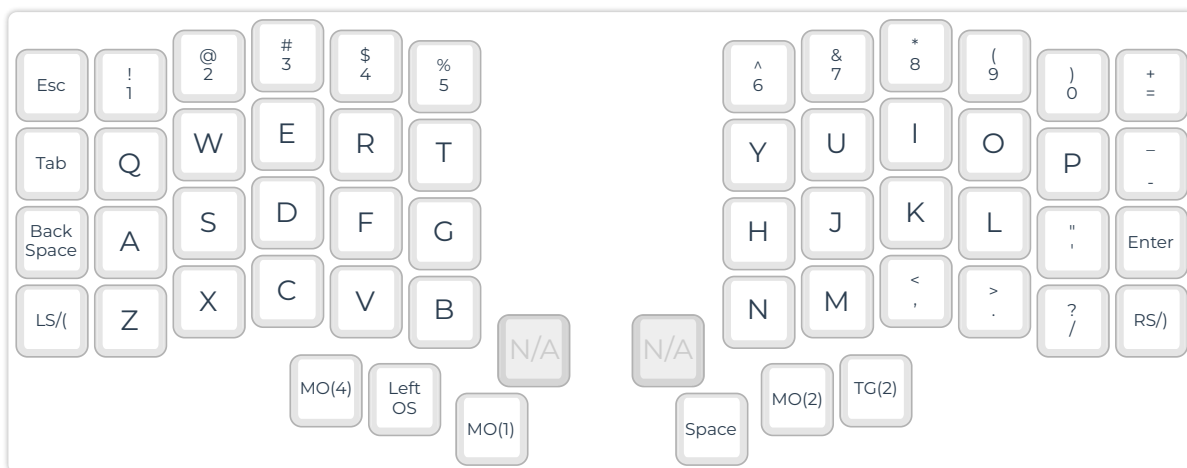 Esc ! @ # $ % ^ & * ( ) +
1 2 3 4 5 6 7 8 9 0 =
Tab Q W E R T Y U I O P _
-
Back
Space A S D F G H J K L " Enter
'
LS/( Z X C V B N M < > ? RS/)
, . /
N/A N/A
MO(4) Left
OS MO(1) Space MO(2) TG(2)